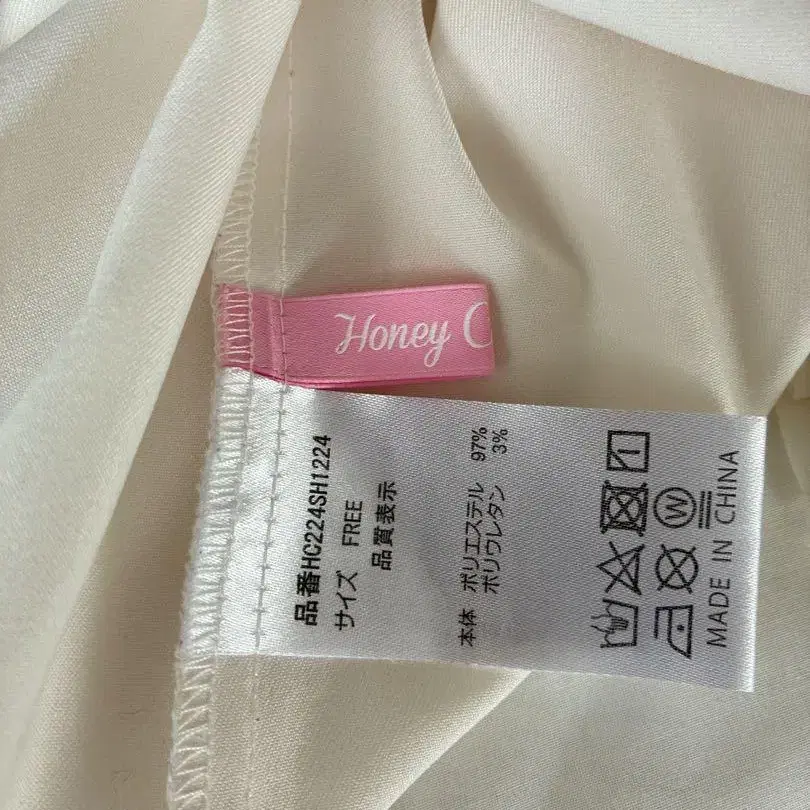 Honey C
品番HC224SH1224
サイズ FREE
品質表示
本体 ポリエステル 97%
ポリウレタン 3%
W
MADE IN CHINA